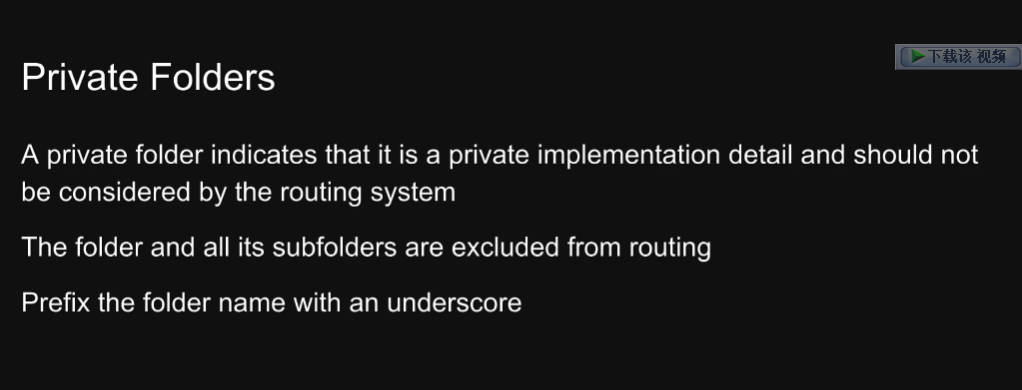 下载该 视频
Private Folders
A private folder indicates that it is a private implementation detail and should not
be considered by the routing system
The folder and all its subfolders are excluded from routing
Prefix the folder name with an underscore